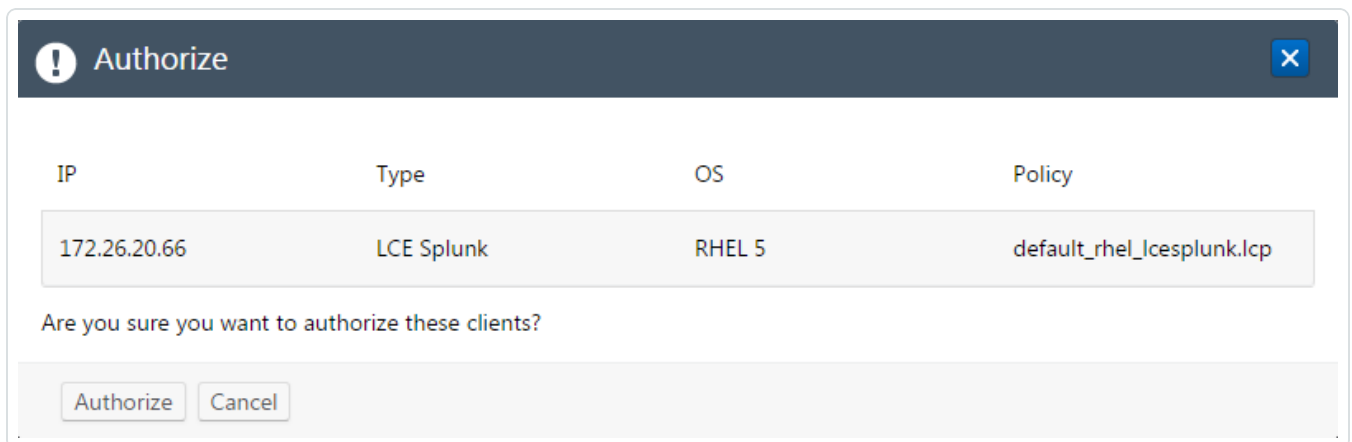 Authorize
IP Type OS Policy
172.26.20.66 LCE Splunk RHEL 5 default_rhel_lcesplunk.lcp
Are you sure you want to authorize these clients?
Authorize Cancel